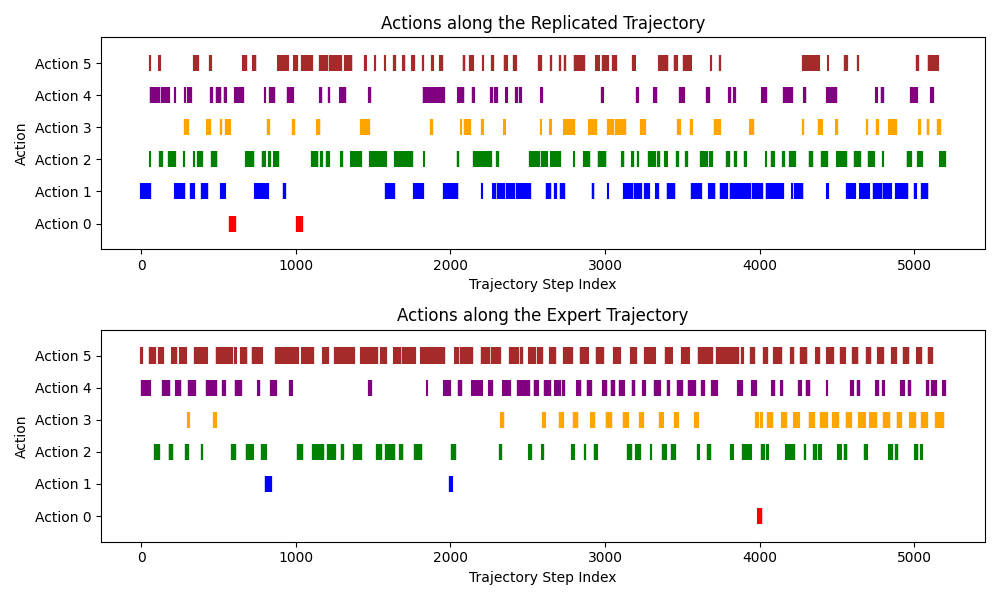 Actions along the Replicated Trajectory
Action 5
Action 4
Action 3
Action 2
Action 1
Action 0
Action
0 1000 2000 3000 4000 5000
Trajectory Step Index
Actions along the Expert Trajectory
Action 5
Action 4
Action 3
Action 2
Action 1
Action 0
Action
0 1000 2000 3000 4000 5000
Trajectory Step Index